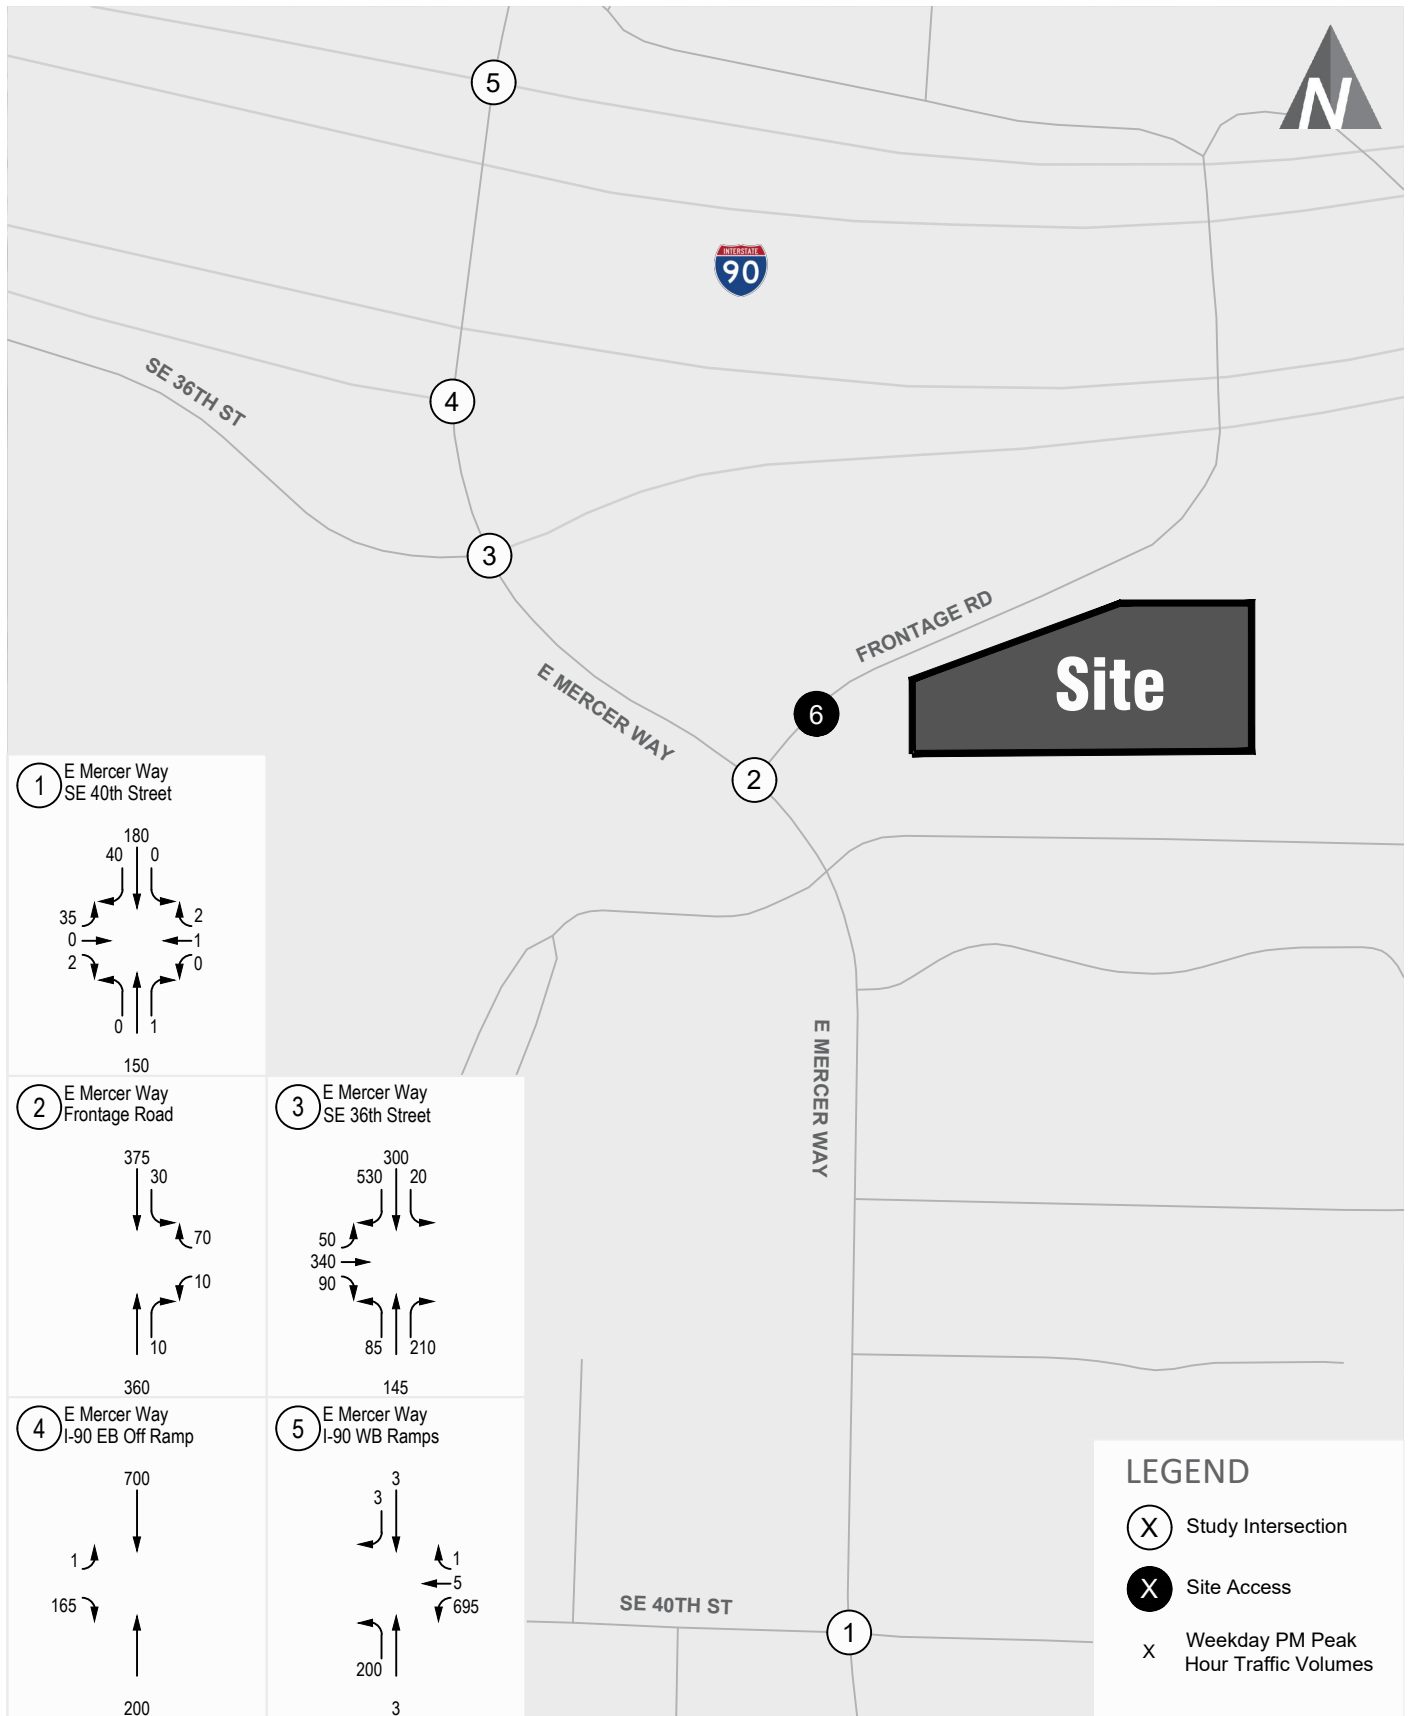 5
N
INTERSTATE
90
SE 36TH ST
4
3
FRONTAGE RD
Site
E MERCER WAY
6
2
1
E Mercer Way
SE 40th Street
180
40 0
35 2
0 1
2 0
0 1
150
E MERCER WAY
2
E Mercer Way
Frontage Road
375
30
70
10
10
360
3
E Mercer Way
SE 36th Street
300
530 20
50
340
90
85 210
145
4
E Mercer Way
I-90 EB Off Ramp
700
1
165
200
5
E Mercer Way
I-90 WB Ramps
3
3
1
5
695
200
3
SE 40TH ST
1
LEGEND
X Study Intersection
X Site Access
X Weekday PM Peak
Hour Traffic Volumes